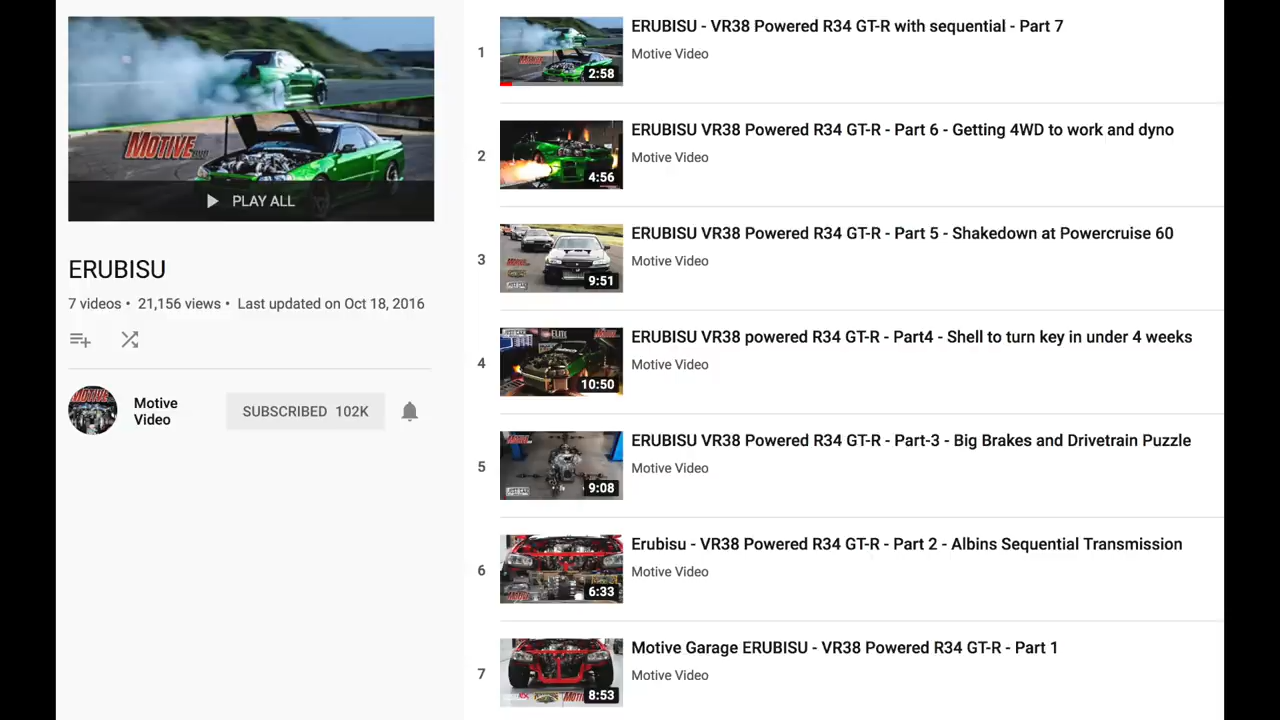 MOTIVE
PLAY ALL
ERUBISU
7 videos • 21,156 views • Last updated on Oct 18, 2016
Motive
Video
SUBSCRIBED 102K
1
2:58
ERUBISU - VR38 Powered R34 GT-R with sequential - Part 7
Motive Video
2
4:56
ERUBISU VR38 Powered R34 GT-R - Part 6 - Getting 4WD to work and dyno
Motive Video
3
9:51
ERUBISU VR38 Powered R34 GT-R - Part 5 - Shakedown at Powercruise 60
Motive Video
4
10:50
ERUBISU VR38 powered R34 GT-R - Part4 - Shell to turn key in under 4 weeks
Motive Video
5
9:08
ERUBISU VR38 Powered R34 GT-R - Part-3 - Big Brakes and Drivetrain Puzzle
Motive Video
6
6:33
Erubisu - VR38 Powered R34 GT-R - Part 2 - Albins Sequential Transmission
Motive Video
7
8:53
Motive Garage ERUBISU - VR38 Powered R34 GT-R - Part 1
Motive Video